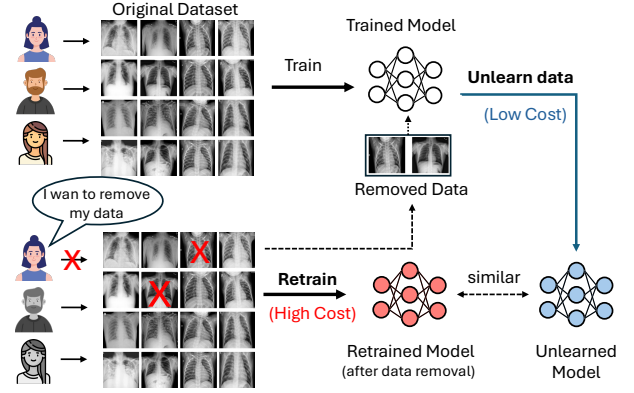 Original Dataset
Trained Model
Train
Unlearn data
(Low Cost)
Removed Data
I wan to remove
my data
X
X
X
Retrain
(High Cost)
similar
Retrained Model
(after data removal)
Unlearned
Model